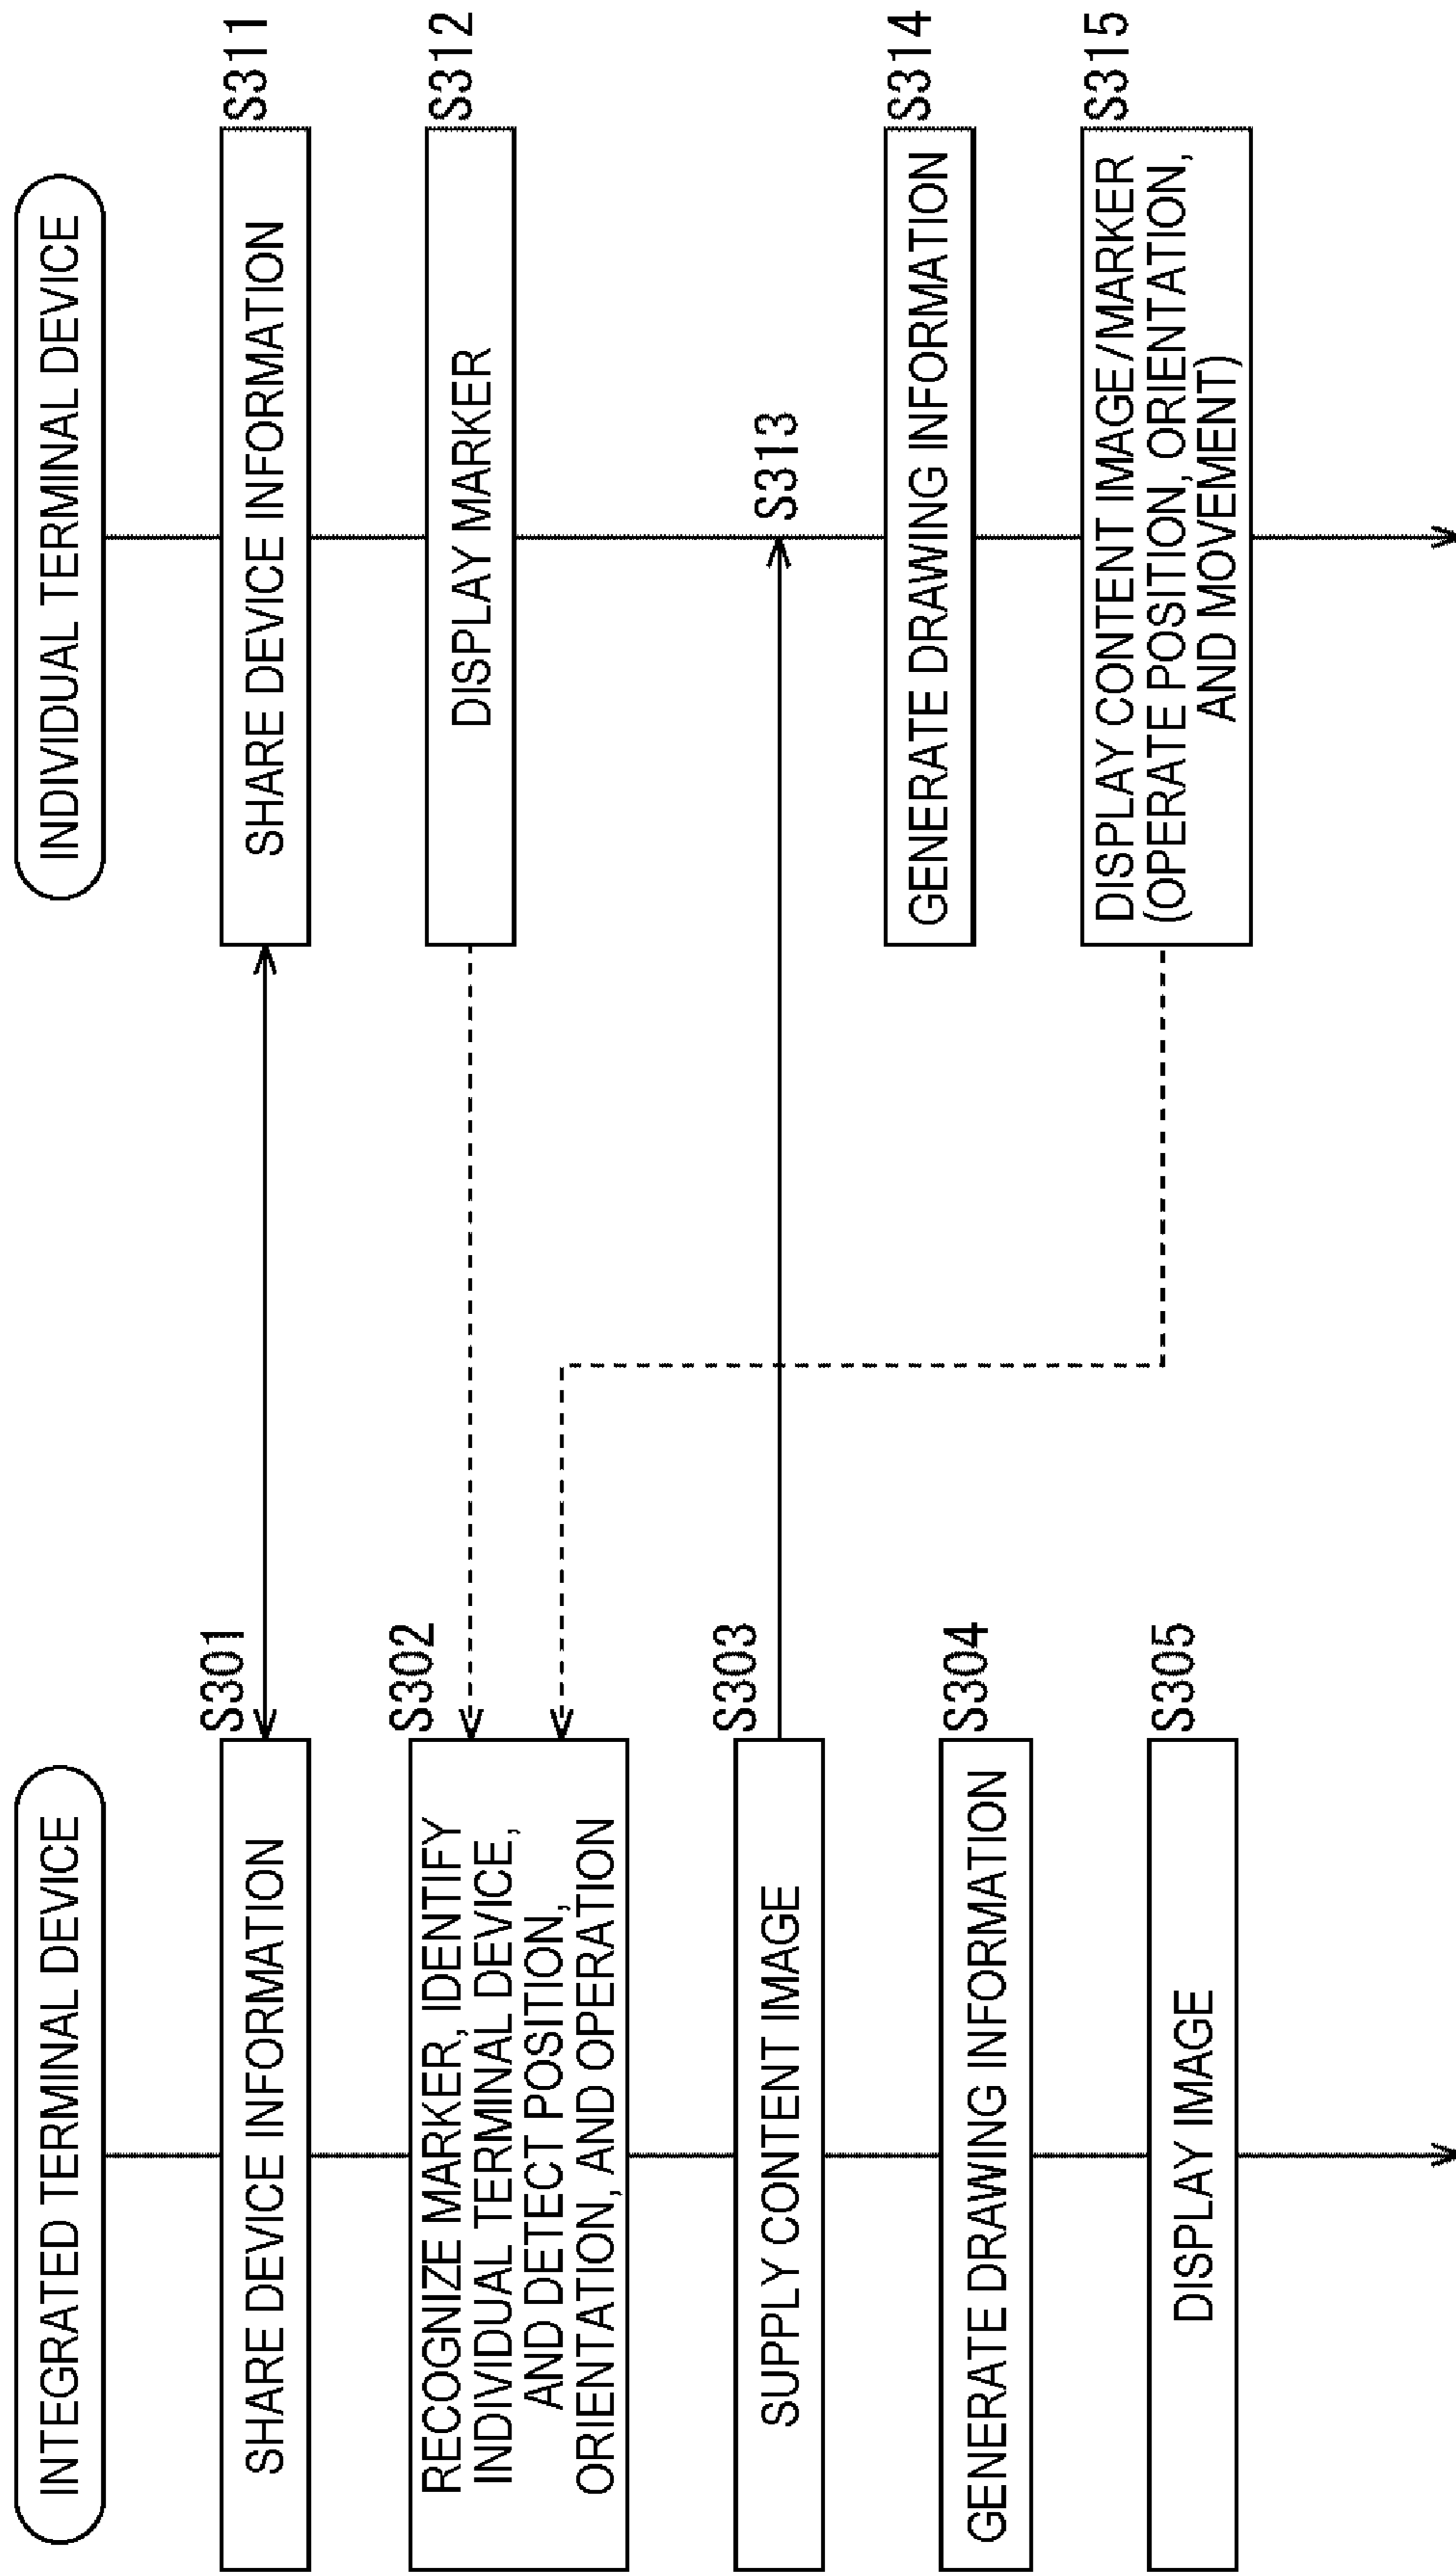 INTEGRATED TERMINAL DEVICE
INDIVIDUAL TERMINAL DEVICE
S301
SHARE DEVICE INFORMATION
S311
SHARE DEVICE INFORMATION
S302
RECOGNIZE MARKER, IDENTIFY
INDIVIDUAL TERMINAL DEVICE,
AND DETECT POSITION,
ORIENTATION, AND OPERATION
S312
DISPLAY MARKER
S303
SUPPLY CONTENT IMAGE
S313
S304
GENERATE DRAWING INFORMATION
S314
GENERATE DRAWING INFORMATION
S305
DISPLAY IMAGE
S315
DISPLAY CONTENT IMAGE/MARKER
(OPERATE POSITION, ORIENTATION,
AND MOVEMENT)